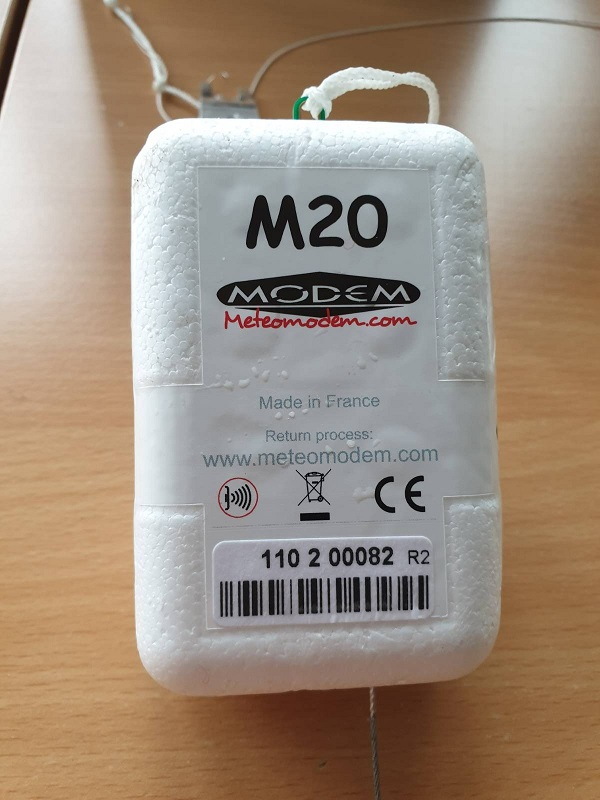 M20
MODEM
Meteomodem.com
Made in France
Return process:
www.meteomodem.com
CE
110 2 00082 R2